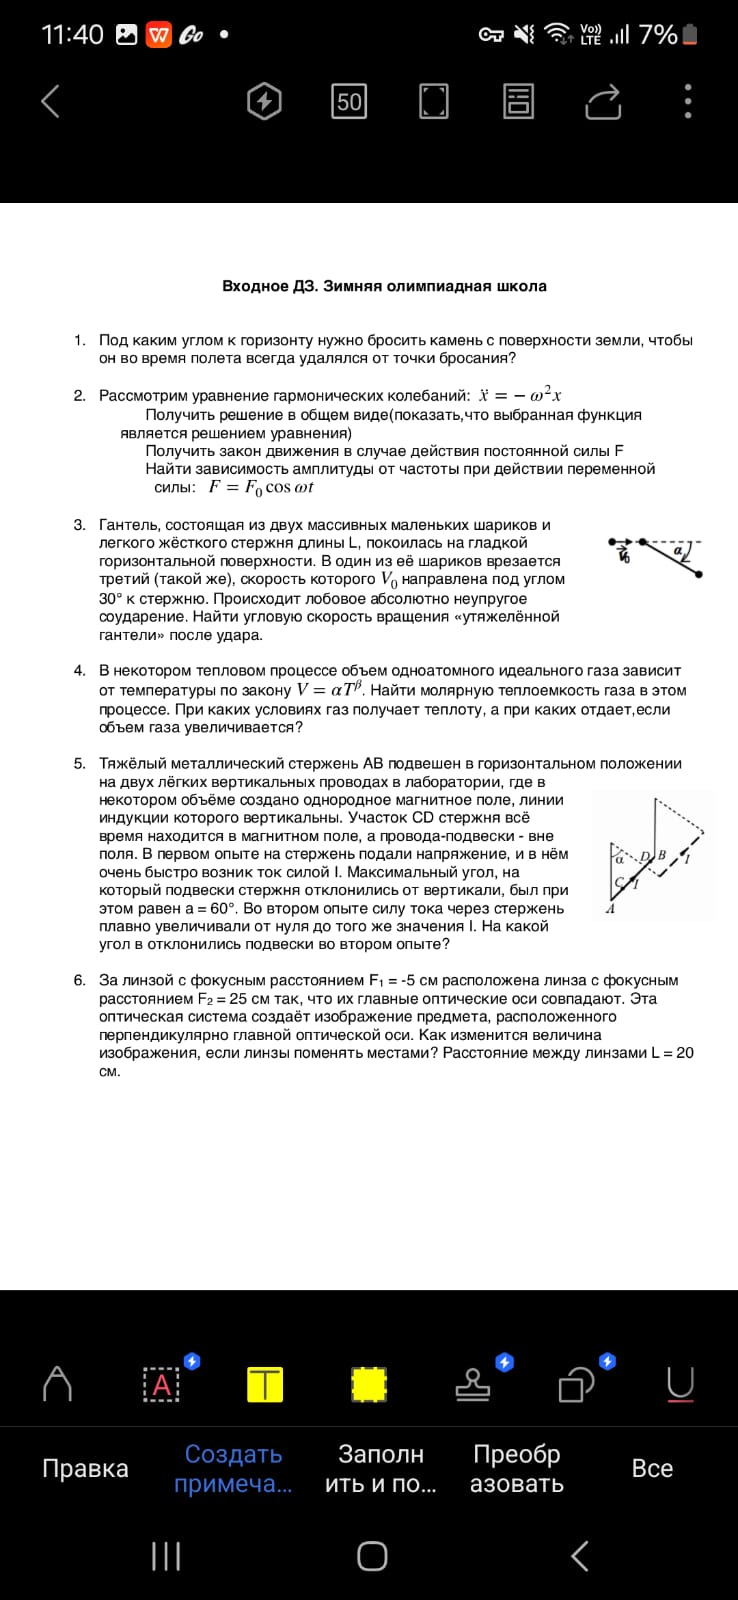 11:40 W Go
Vo)) LTE 7%
50
Входное ДЗ. Зимняя олимпиадная школа
1. Под каким углом к горизонту нужно бросить камень с поверхности земли, чтобы
он во время полета всегда удалялся от точки бросания?
2. Рассмотрим уравнение гармонических колебаний: ẍ = − ω²x
Получить решение в общем виде(показать,что выбранная функция
является решением уравнения)
Получить закон движения в случае действия постоянной силы F
Найти зависимость амплитуды от частоты при действии переменной
силы: F = F₀ cos ωt
3. Гантель, состоящая из двух массивных маленьких шариков и
легкого жёсткого стержня длины L, покоилась на гладкой
горизонтальной поверхности. В один из её шариков врезается
третий (такой же), скорость которого V₀ направлена под углом
30° к стержню. Происходит лобовое абсолютно неупругое
соударение. Найти угловую скорость вращения «утяжелённой
гантели» после удара.
V₀ α
4. В некотором тепловом процессе объем одноатомного идеального газа зависит
от температуры по закону V = αTᵝ. Найти молярную теплоемкость газа в этом
процессе. При каких условиях газ получает теплоту, а при каких отдает,если
объем газа увеличивается?
5. Тяжёлый металлический стержень АВ подвешен в горизонтальном положении
на двух лёгких вертикальных проводах в лаборатории, где в
некотором объёме создано однородное магнитное поле, линии
индукции которого вертикальны. Участок CD стержня всё
время находится в магнитном поле, а провода-подвески - вне
поля. В первом опыте на стержень подали напряжение, и в нём
очень быстро возник ток силой I. Максимальный угол, на
который подвески стержня отклонились от вертикали, был при
этом равен а = 60°. Во втором опыте силу тока через стержень
плавно увеличивали от нуля до того же значения I. На какой
угол в отклонились подвески во втором опыте?
α D B I
C I
A
6. За линзой с фокусным расстоянием F₁ = -5 см расположена линза с фокусным
расстоянием F₂ = 25 см так, что их главные оптические оси совпадают. Эта
оптическая система создаёт изображение предмета, расположенного
перпендикулярно главной оптической оси. Как изменится величина
изображения, если линзы поменять местами? Расстояние между линзами L = 20
см.
A T U
Правка
Создать
примеча...
Заполн
ить и по...
Преобр
азовать
Все